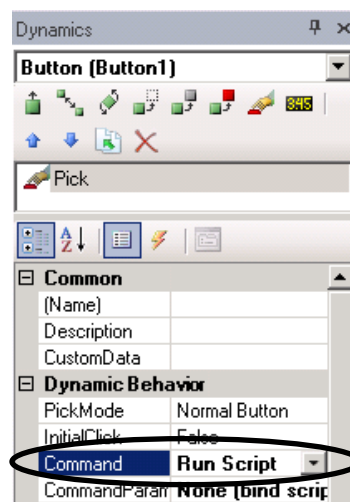 Dynamics
Button (Button1)
345
Pick
A
Z
Common
(Name)
Description
CustomData
Dynamic Behavior
PickMode Normal Button
InitialClick False
Command Run Script
CommandParam None (bind scrip